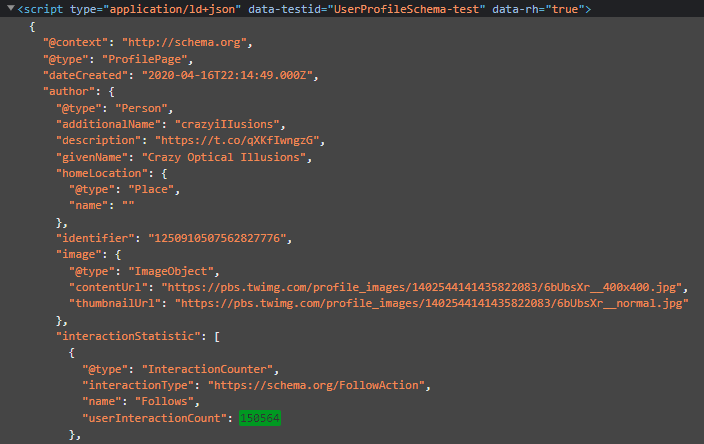 <script type="application/ld+json" data-testid="UserProfileSchema-test" data-rh="true">
{
"@context": "http://schema.org",
"@type": "ProfilePage",
"dateCreated": "2020-04-16T22:14:49.000Z",
"author": {
"@type": "Person",
"additionalName": "crazyiIIusions",
"description": "https://t.co/qXKfIwngzG",
"givenName": "Crazy Optical Illusions",
"homeLocation": {
"@type": "Place",
"name": ""
},
"identifier": "1250910507562827776",
"image": {
"@type": "ImageObject",
"contentUrl": "https://pbs.twimg.com/profile_images/1402544141435822083/6bUbsXr__400x400.jpg",
"thumbnailUrl": "https://pbs.twimg.com/profile_images/1402544141435822083/6bUbsXr__normal.jpg"
},
"interactionStatistic": [
{
"@type": "InteractionCounter",
"interactionType": "https://schema.org/FollowAction",
"name": "Follows",
"userInteractionCount": 150564
},